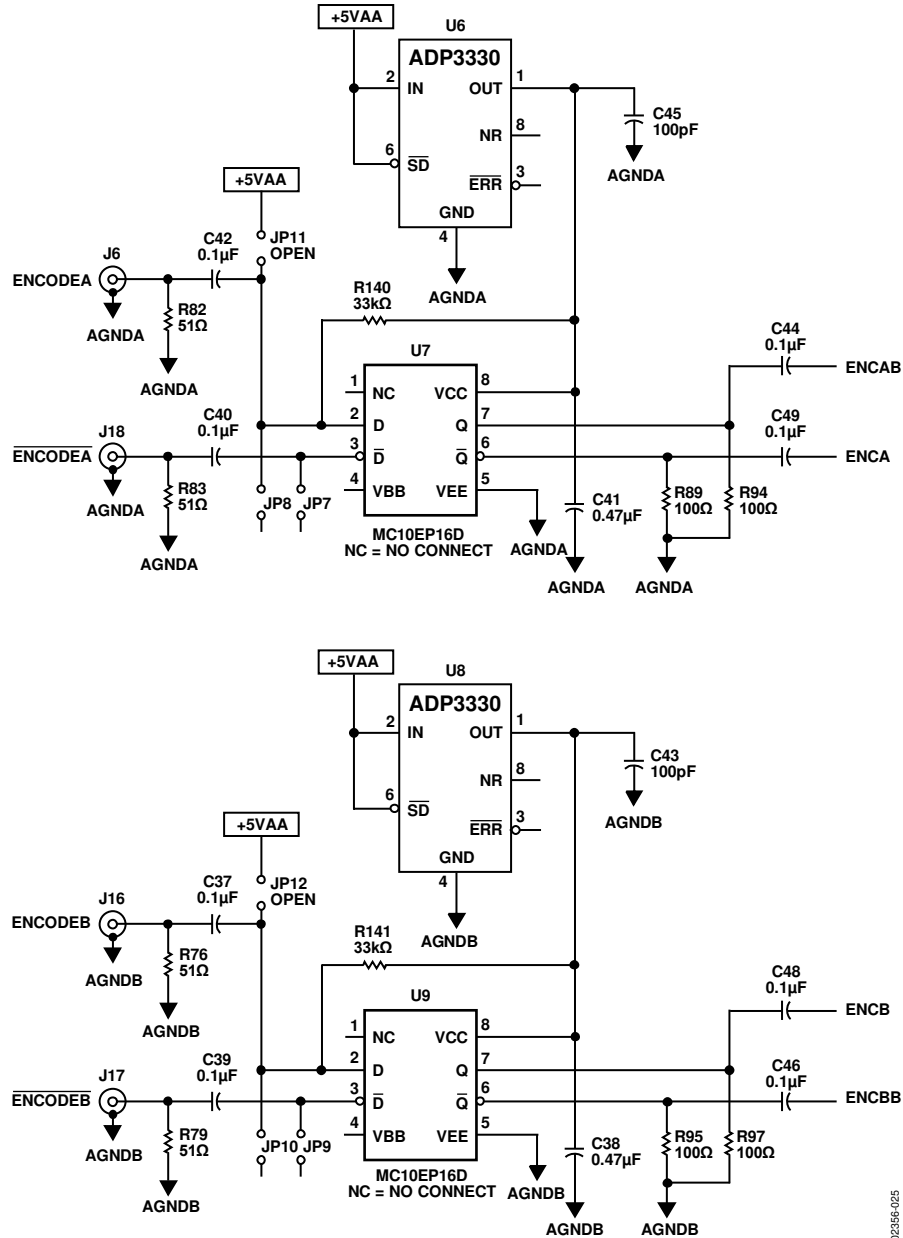 +5VAA
U6
ADP3330
2
IN
OUT
1
C45
100pF
AGNDA
NR
8
6
SD
ERR
3
GND
4
AGNDA
+5VAA
JP11
OPEN
J6
ENCODEA
AGNDA
C42
0.1µF
R82
51Ω
AGNDA
R140
33kΩ
U7
1
NC
VCC
8
2
D
Q
7
3
D
Q
6
4
VBB
VEE
5
MC10EP16D
NC = NO CONNECT
J18
ENCODEA
AGNDA
C40
0.1µF
R83
51Ω
AGNDA
JP8
JP7
AGNDA
C41
0.47µF
AGNDA
C44
0.1µF
ENCAB
C49
0.1µF
ENCA
R89
100Ω
R94
100Ω
AGNDA
+5VAA
U8
ADP3330
2
IN
OUT
1
C43
100pF
AGNDB
NR
8
6
SD
ERR
3
GND
4
AGNDB
+5VAA
JP12
OPEN
J16
ENCODEB
AGNDB
C37
0.1µF
R76
51Ω
AGNDB
R141
33kΩ
U9
1
NC
VCC
8
2
D
Q
7
3
D
Q
6
4
VBB
VEE
5
MC10EP16D
NC = NO CONNECT
J17
ENCODEB
AGNDB
C39
0.1µF
R79
51Ω
AGNDB
JP10
JP9
AGNDB
C38
0.47µF
AGNDB
C48
0.1µF
ENCB
C46
0.1µF
ENCBB
R95
100Ω
R97
100Ω
AGNDB
02356-025